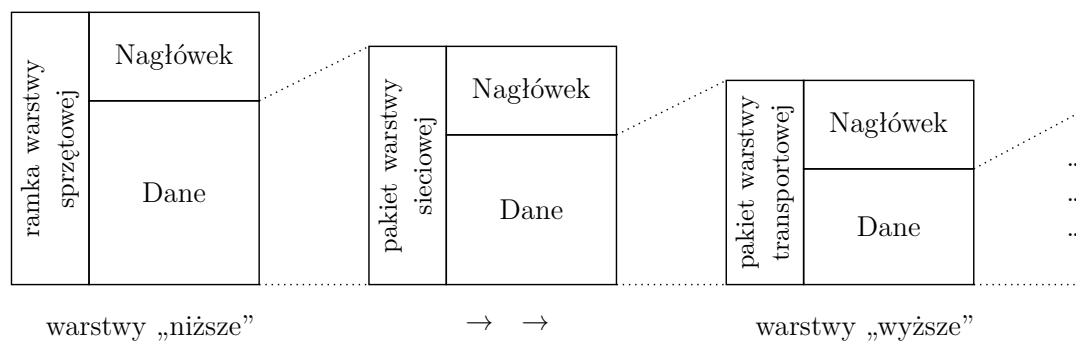 ramka warstwy
sprzętowej
Nagłówek
Dane
pakiet warstwy
sieciowej
Nagłówek
Dane
pakiet warstwy
transportowej
Nagłówek
Dane
..
..
..
warstwy „niższe”
→ →
warstwy „wyższe”